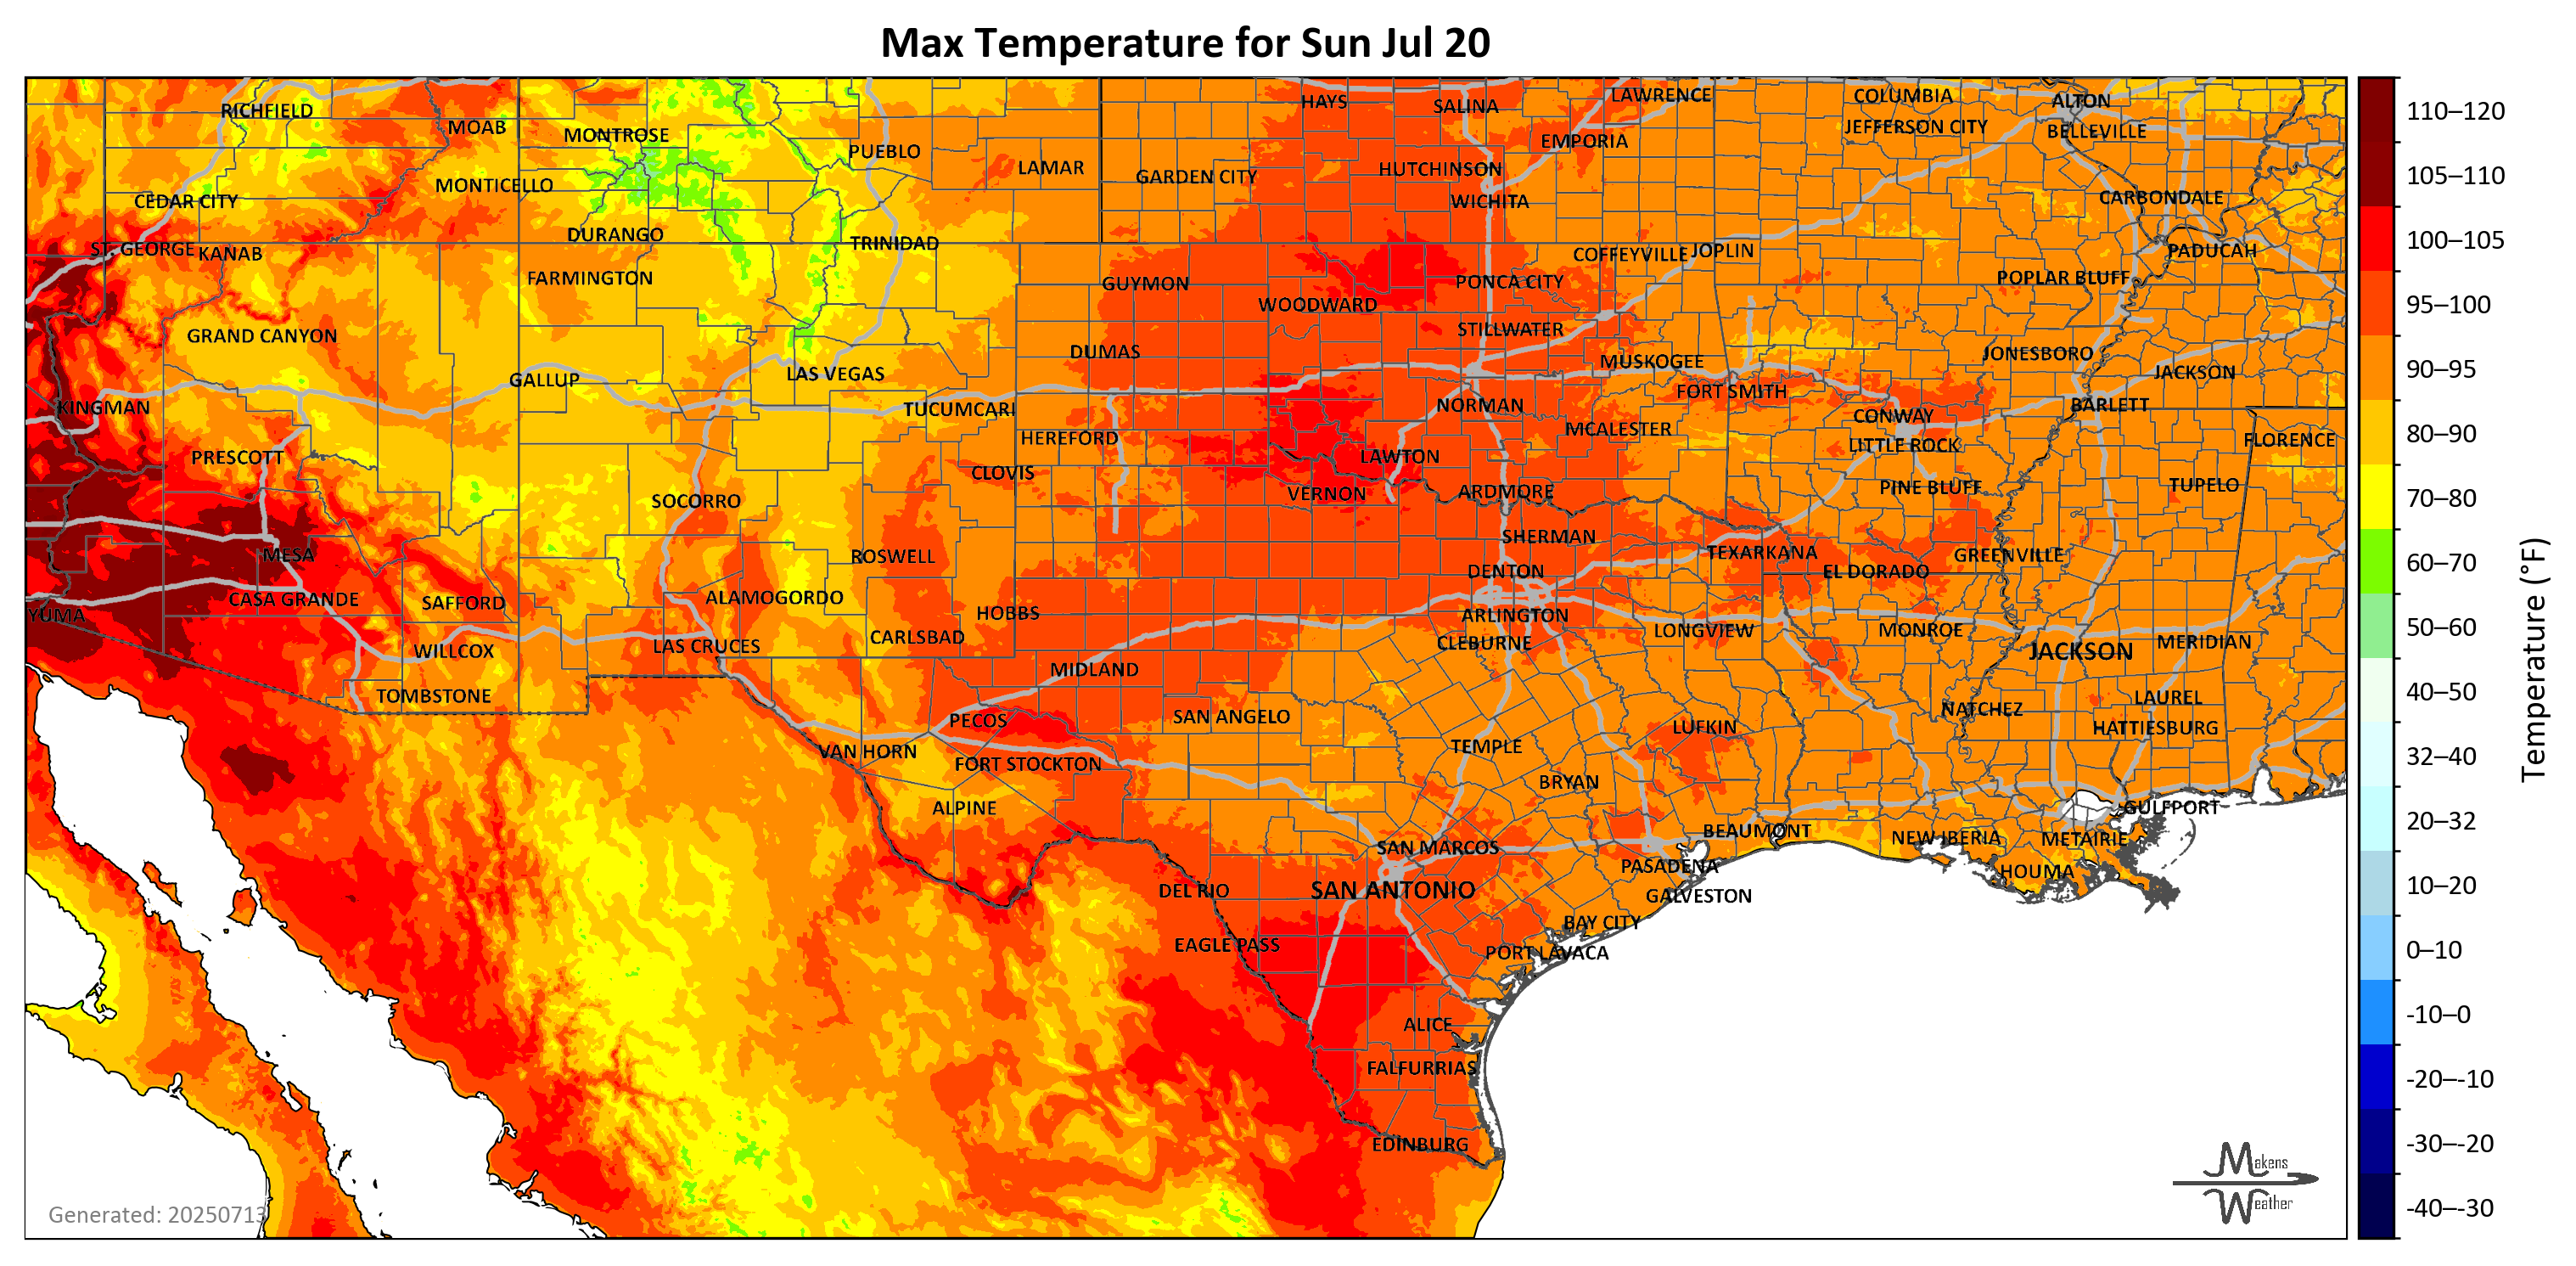 Max Temperature for Sun Jul 20
RICHFIELD
MOAB
MONTROSE
PUEBLO
LAMAR
HAYS
SALINA
LAWRENCE
COLUMBIA
ALTON
GARDEN CITY
HUTCHINSON
EMPORIA
JEFFERSON CITY
BELLEVILLE
MONTICELLO
CEDAR CITY
WICHITA
CARBONDALE
DURANGO
TRINIDAD
ST. GEORGE
KANAB
COFFEYVILLE
JOPLIN
PADUCAH
FARMINGTON
GUYMON
WOODWARD
PONCA CITY
POPLAR BLUFF
GRAND CANYON
STILLWATER
DUMAS
MUSKOGEE
JONESBORO
GALLUP
LAS VEGAS
FORT SMITH
JACKSON
KINGMAN
TUCUMCARI
NORMAN
CONWAY
BARLETT
HEREFORD
MCALESTER
LITTLE ROCK
FLORENCE
PRESCOTT
CLOVIS
LAWTON
SOCORRO
VERNON
ARDMORE
PINE BLUFF
TUPELO
MESA
ROSWELL
SHERMAN
TEXARKANA
GREENVILLE
DENTON
EL DORADO
CASA GRANDE
SAFFORD
ALAMOGORDO
HOBBS
ARLINGTON
YUMA
WILLCOX
LAS CRUCES
CARLSBAD
CLEBURNE
LONGVIEW
MONROE
JACKSON
MERIDIAN
TOMBSTONE
MIDLAND
PECOS
SAN ANGELO
LUFKIN
NATCHEZ
LAUREL
HATTIESBURG
VAN HORN
FORT STOCKTON
TEMPLE
BRYAN
ALPINE
GULFPORT
SAN MARCOS
BEAUMONT
NEW IBERIA
METAIRIE
DEL RIO
SAN ANTONIO
PASADENA
HOUMA
GALVESTON
EAGLE PASS
BAY CITY
PORT LAVACA
ALICE
FALFURRIAS
EDINBURG
Generated: 20250713
Makens
Weather
110–120
105–110
100–105
95–100
90–95
80–90
70–80
60–70
50–60
40–50
32–40
20–32
10–20
0–10
-10–0
-20–-10
-30–-20
-40–-30
Temperature (°F)